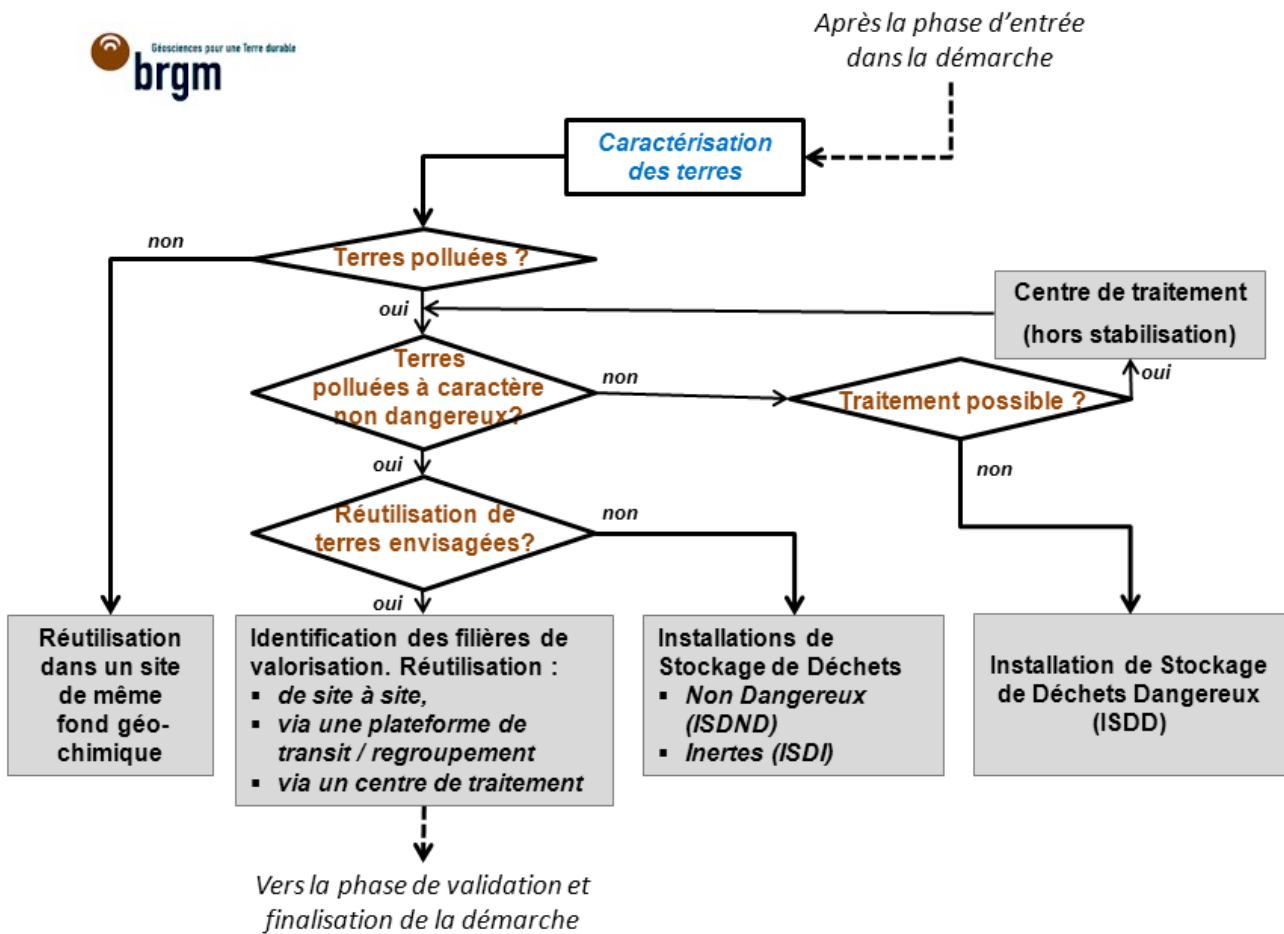 Géosciences pour une Terre durable
brgm
Après la phase d'entrée
dans la démarche
Caractérisation
des terres
non
Terres polluées ?
oui
Centre de traitement
(hors stabilisation)
Terres
polluées à caractère
non dangereux?
non
Traitement possible ?
oui
oui
non
Réutilisation de
terres envisagées?
non
oui
Réutilisation
dans un site
de même
fond géo-
chimique
Identification des filières de
valorisation. Réutilisation :
▪ de site à site,
▪ via une plateforme de
transit / regroupement
▪ via un centre de traitement
Installations de
Stockage de Déchets
▪ Non Dangereux
(ISDND)
▪ Inertes (ISDI)
Installation de Stockage
de Déchets Dangereux
(ISDD)
Vers la phase de validation et
finalisation de la démarche